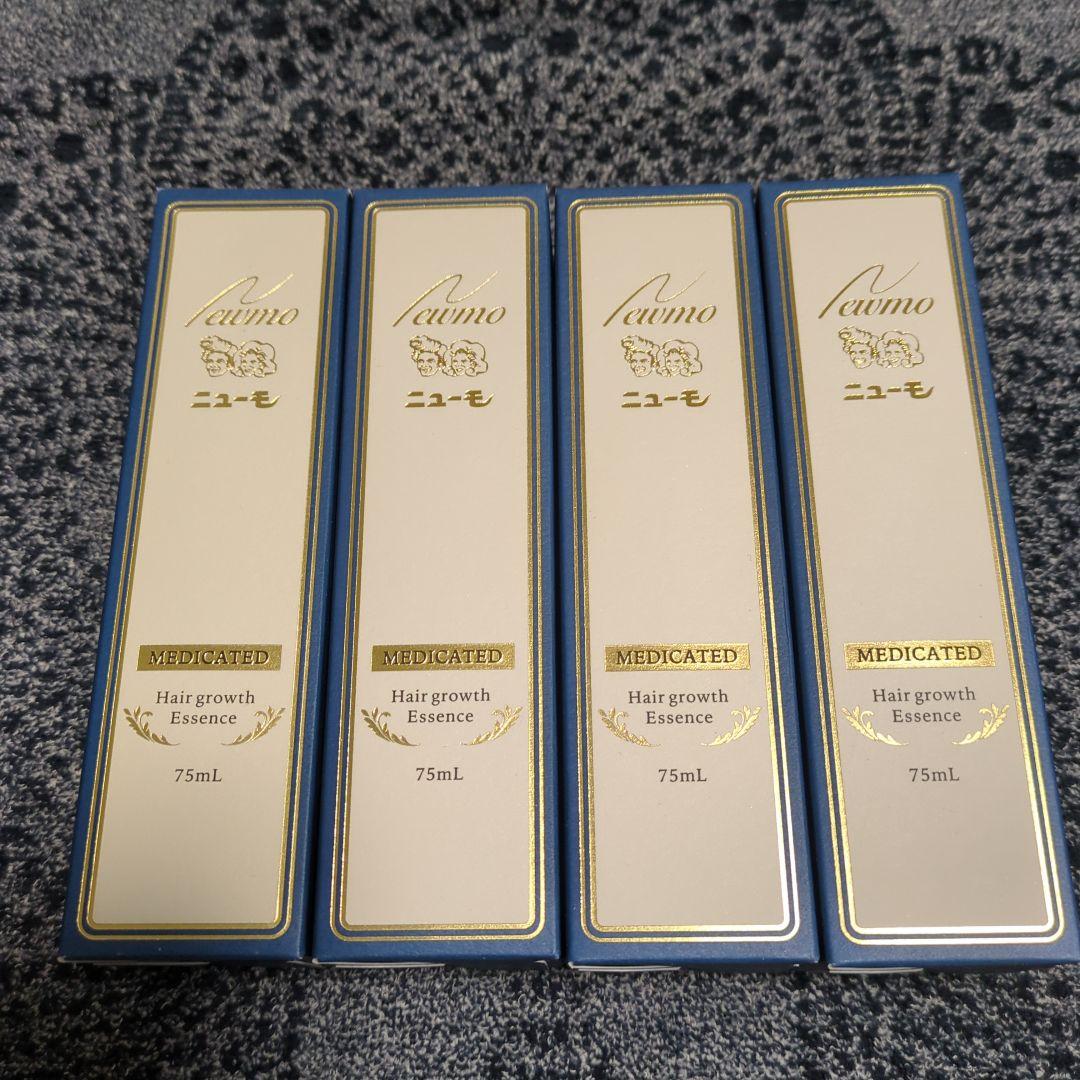 Newmo
ニューモ
MEDICATED
Hair growth
Essence
75mL
Newmo
ニューモ
MEDICATED
Hair growth
Essence
75mL
Newmo
ニューモ
MEDICATED
Hair growth
Essence
75mL
Newmo
ニューモ
MEDICATED
Hair growth
Essence
75mL